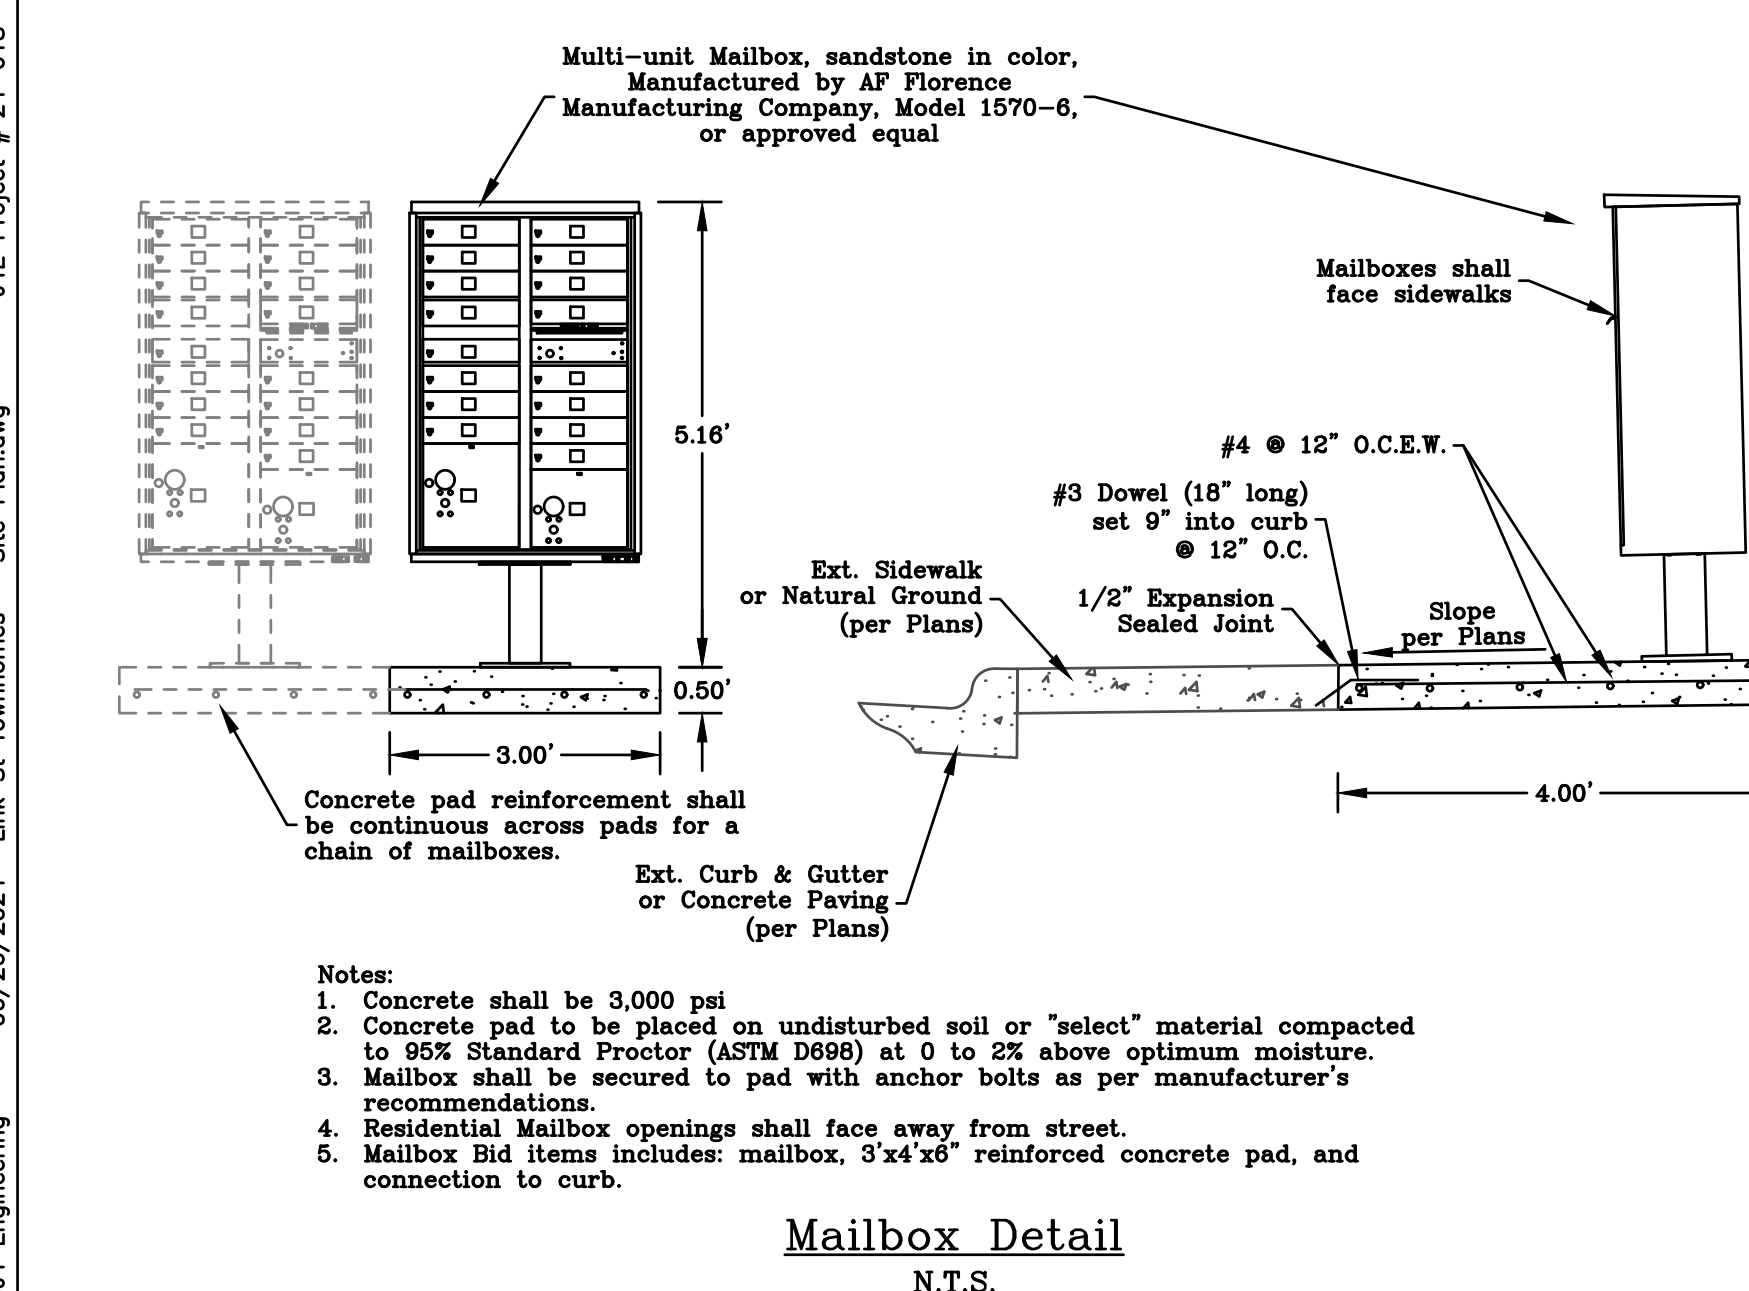 Multi-unit Mailbox, sandstone in color,
Manufactured by AF Florence
Manufacturing Company, Model 1570-6,
or approved equal
Mailboxes shall
face sidewalks
5.16'
#4 @ 12" O.C.E.W.
#3 Dowel (18" long)
set 9" into curb
@ 12" O.C.
Ext. Sidewalk
or Natural Ground
(per Plans)
1/2" Expansion
Sealed Joint
Slope
per Plans
0.50'
3.00'
4.00'
Concrete pad reinforcement shall
be continuous across pads for a
chain of mailboxes.
Ext. Curb & Gutter
or Concrete Paving
(per Plans)
Notes:
1. Concrete shall be 3,000 psi
2. Concrete pad to be placed on undisturbed soil or "select" material compacted
to 95% Standard Proctor (ASTM D698) at 0 to 2% above optimum moisture.
3. Mailbox shall be secured to pad with anchor bolts as per manufacturer's
recommendations.
4. Residential Mailbox openings shall face away from street.
5. Mailbox Bid items includes: mailbox, 3'x4'x6" reinforced concrete pad, and
connection to curb.
Mailbox Detail
N.T.S.